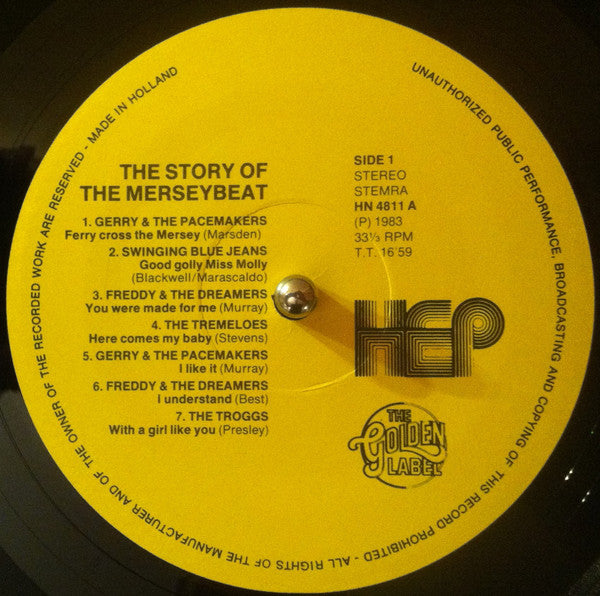 UNAUTHORIZED PUBLIC PERFORMANCE, BROADCASTING AND COPYING OF THIS RECORD PROHIBITED - ALL RIGHTS OF THE MANUFACTURER AND OF THE OWNER OF THE RECORDED WORK ARE RESERVED - MADE IN HOLLAND
THE STORY OF
THE MERSEYBEAT
1. GERRY & THE PACEMAKERS
Ferry cross the Mersey (Marsden)
2. SWINGING BLUE JEANS
Good golly Miss Molly
(Blackwell/Marascaldo)
3. FREDDY & THE DREAMERS
You were made for me (Murray)
4. THE TREMELOES
Here comes my baby (Stevens)
5. GERRY & THE PACEMAKERS
I like it (Murray)
6. FREDDY & THE DREAMERS
I understand (Best)
7. THE TROGGS
With a girl like you (Presley)
SIDE 1
STEREO
STEMRA
HN 4811 A
(P) 1983
33⅓ RPM
T.T. 16'59
HEP
THE
GOLDEN
LABEL